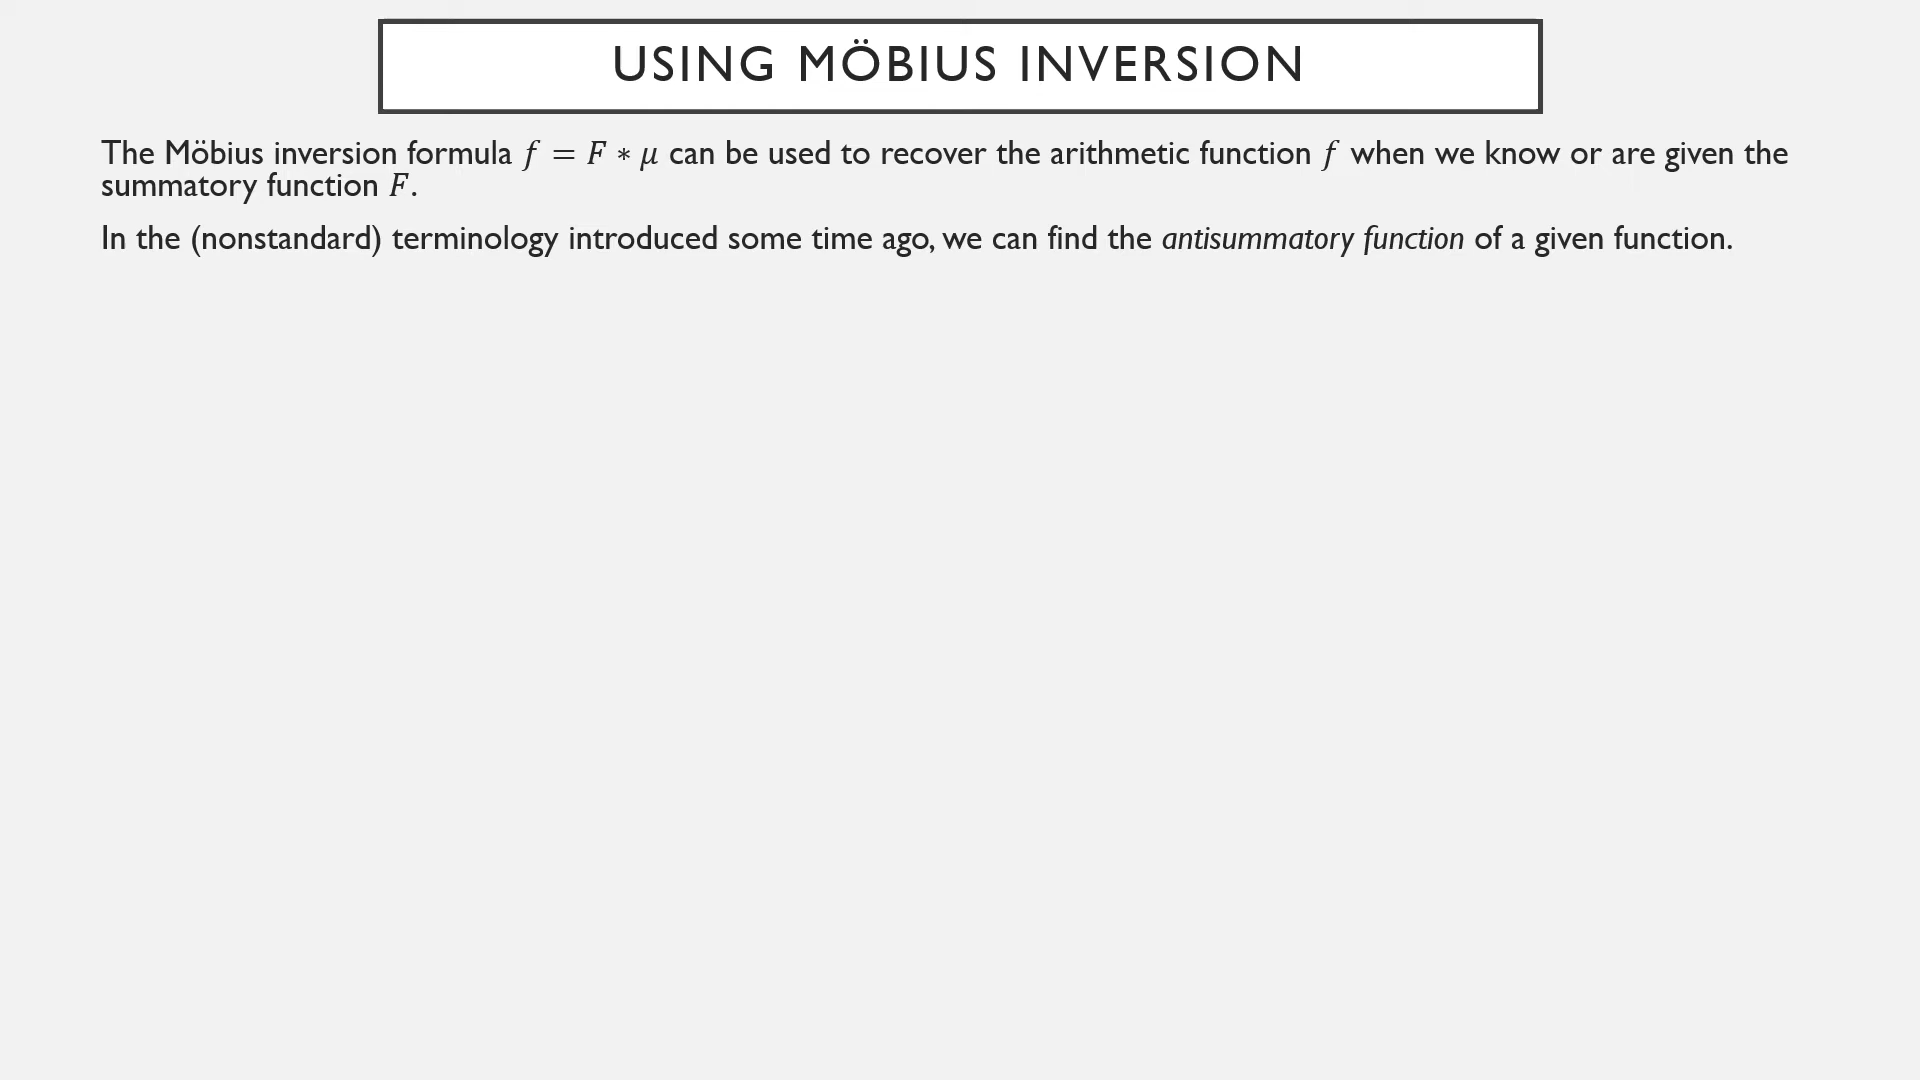 USING MÖBIUS INVERSION
The Möbius inversion formula 𝑓 = 𝐹 ∗ 𝜇 can be used to recover the arithmetic function 𝑓 when we know or are given the
summatory function 𝐹.
In the (nonstandard) terminology introduced some time ago, we can find the antisummatory function of a given function.